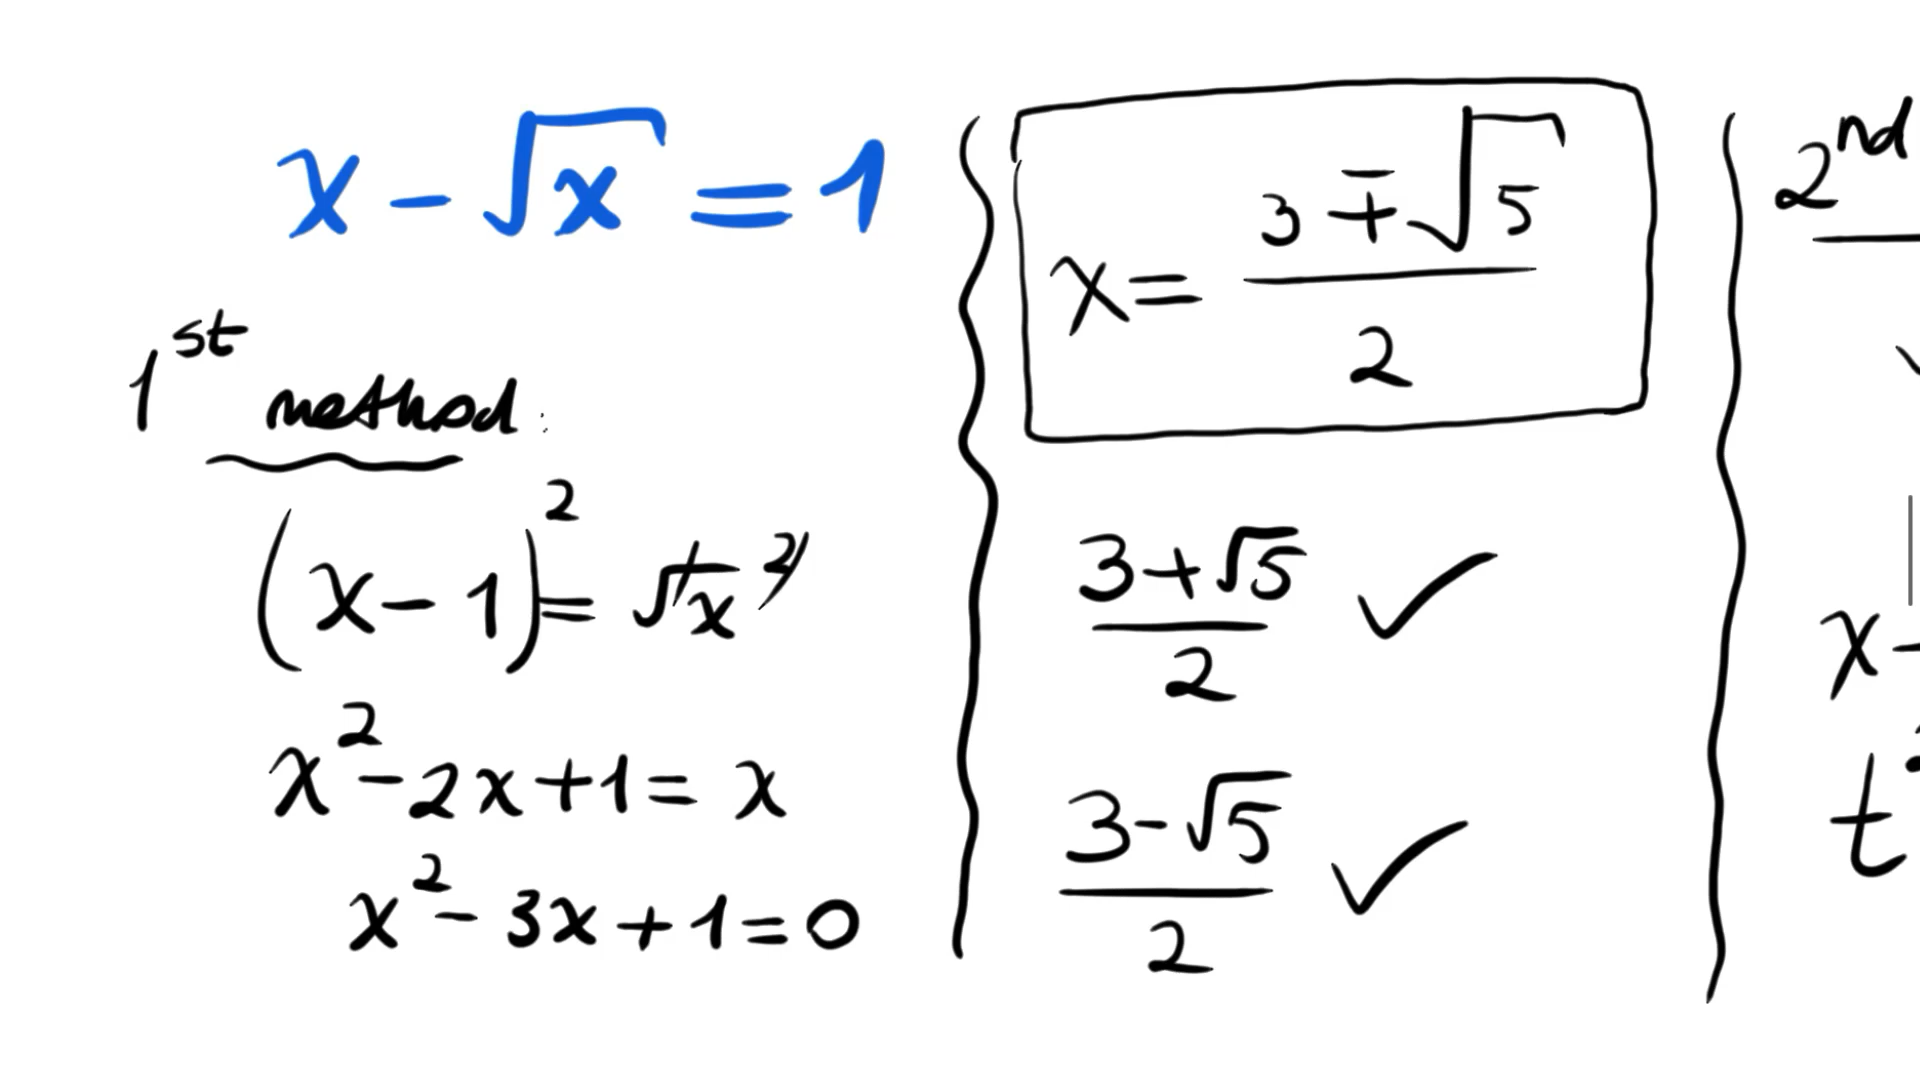 x - √x = 1
1st method:
(x - 1)² = √x ²)
x² - 2x + 1 = x
x² - 3x + 1 = 0
x = (3 ∓ √5) / 2
(3 + √5) / 2 ✓
(3 - √5) / 2 ✓
2nd
x -
t